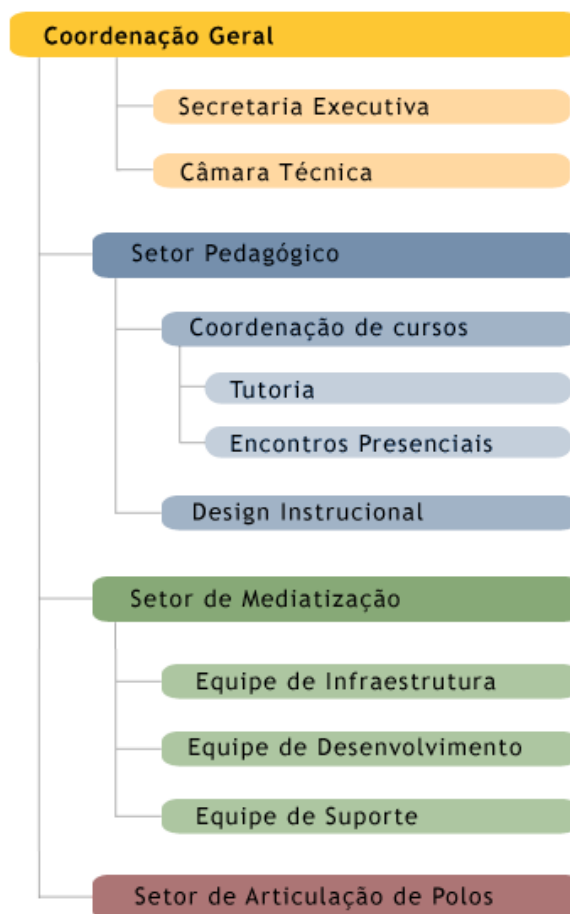 Coordenação Geral
Secretaria Executiva
Câmara Técnica
Setor Pedagógico
Coordenação de cursos
Tutoria
Encontros Presenciais
Design Instrucional
Setor de Mediatização
Equipe de Infraestrutura
Equipe de Desenvolvimento
Equipe de Suporte
Setor de Articulação de Polos